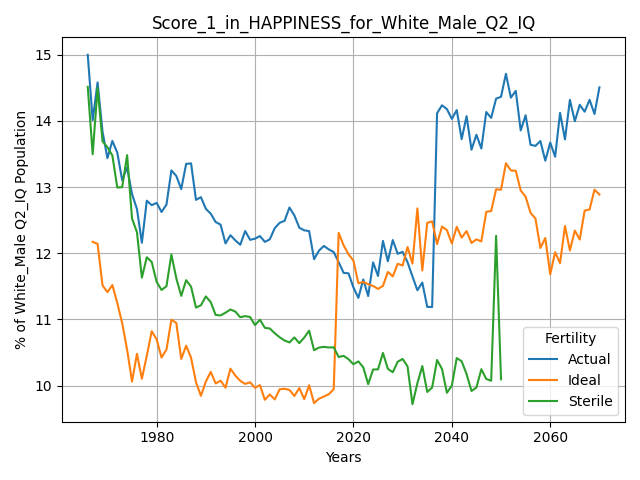 Score_1_in_HAPPINESS_for_White_Male_Q2_IQ
% of White_Male Q2_IQ Population
15
14
13
12
11
10
1980
2000
2020
2040
2060
Years
Fertility
Actual
Ideal
Sterile